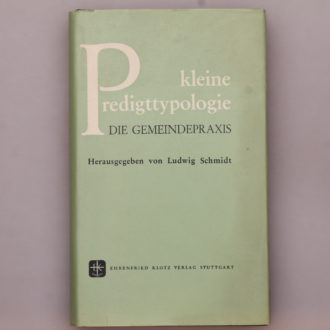 kleine
Predigttypologie
DIE GEMEINDEPRAXIS
Herausgegeben von Ludwig Schmidt
EHRENFRIED KLOTZ VERLAG STUTTGART